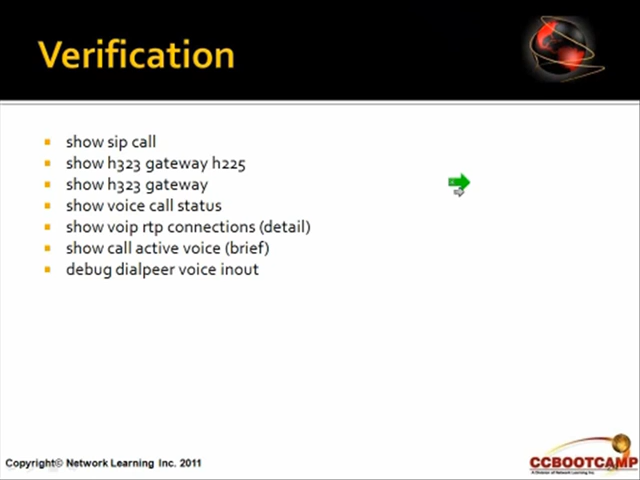 Verification
show sip call
show h323 gateway h225
show h323 gateway
show voice call status
show voip rtp connections (detail)
show call active voice (brief)
debug dialpeer voice inout
Copyright© Network Learning Inc. 2011
CCBOOTCAMP
A Division of Network Learning Inc.